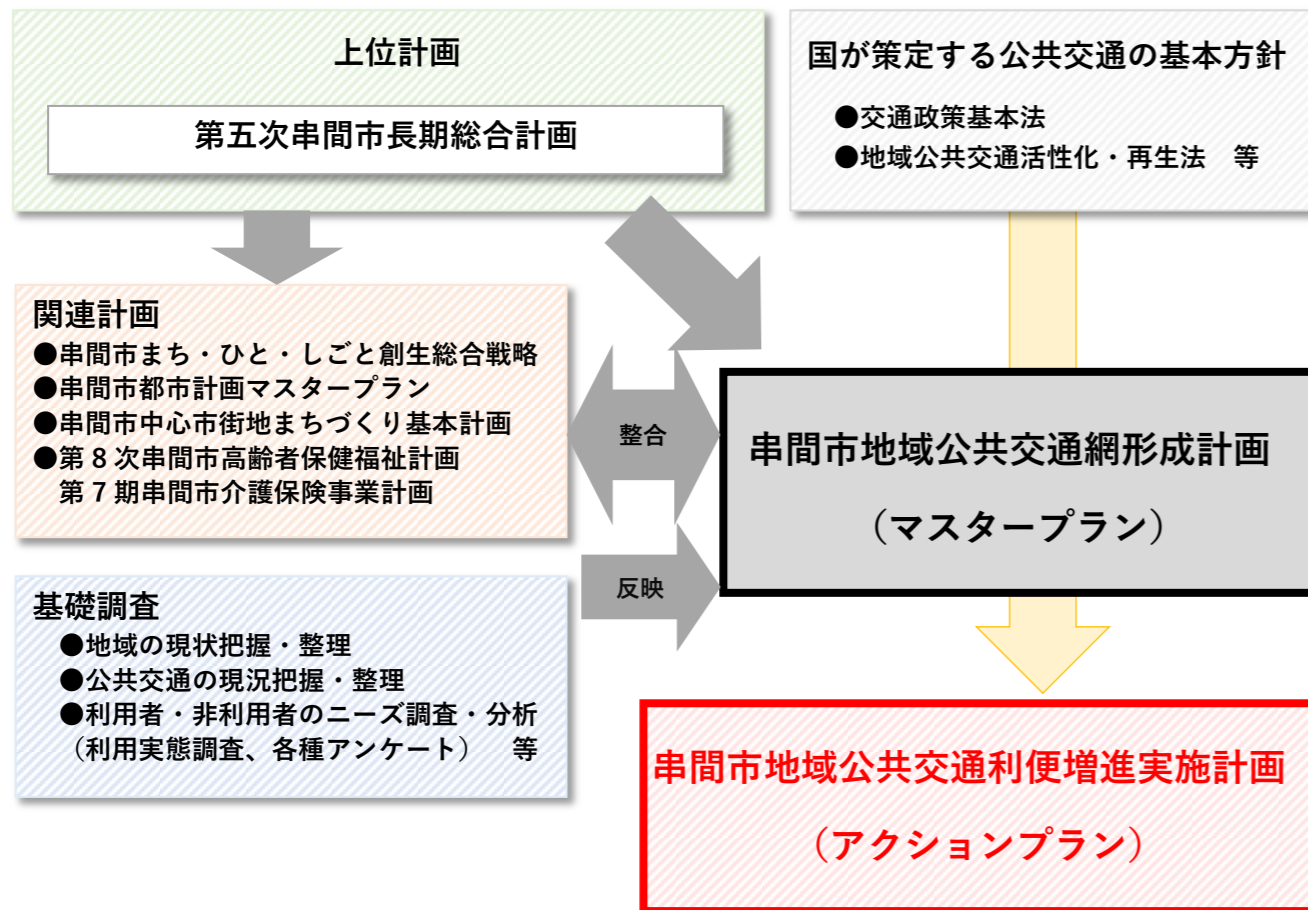 上位計画
第五次串間市長期総合計画
国が策定する公共交通の基本方針
●交通政策基本法
●地域公共交通活性化・再生法　等
関連計画
●串間市まち・ひと・しごと創生総合戦略
●串間市都市計画マスタープラン
●串間市中心市街地まちづくり基本計画
●第８次串間市高齢者保健福祉計画
第７期串間市介護保険事業計画
整合
串間市地域公共交通網形成計画
（マスタープラン）
基礎調査
●地域の現状把握・整理
●公共交通の現況把握・整理
●利用者・非利用者のニーズ調査・分析
（利用実態調査、各種アンケート）　等
反映
串間市地域公共交通利便増進実施計画
（アクションプラン）